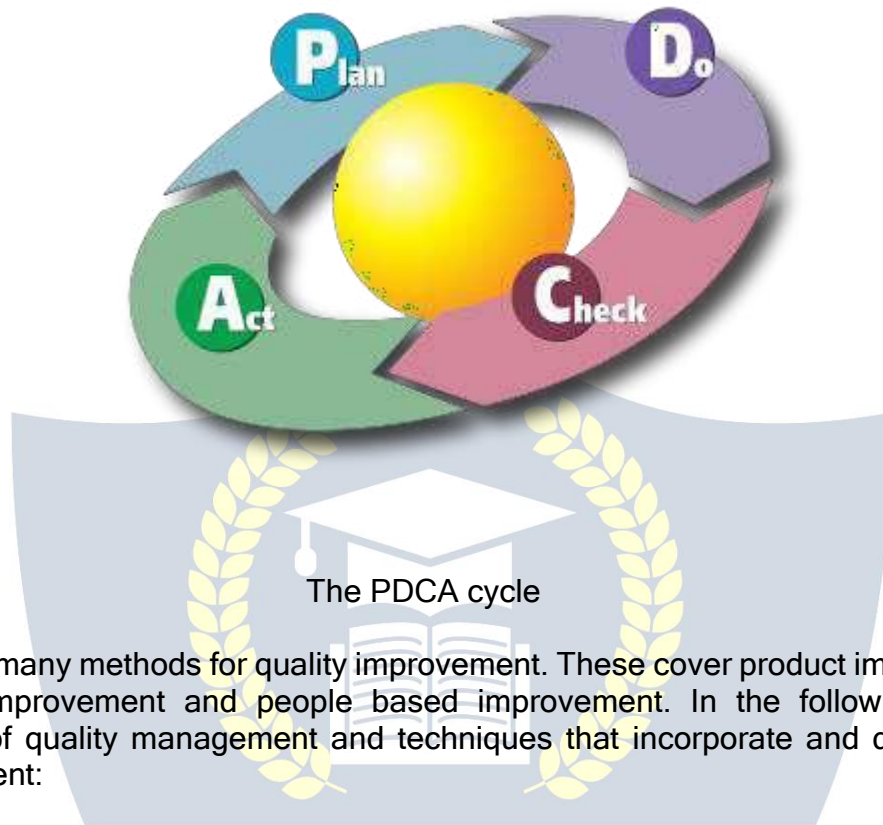 Plan
Do
Act
Check
The PDCA cycle
many methods for quality improvement. These cover product im
mprovement and people based improvement. In the follow
of quality management and techniques that incorporate and d
ent: